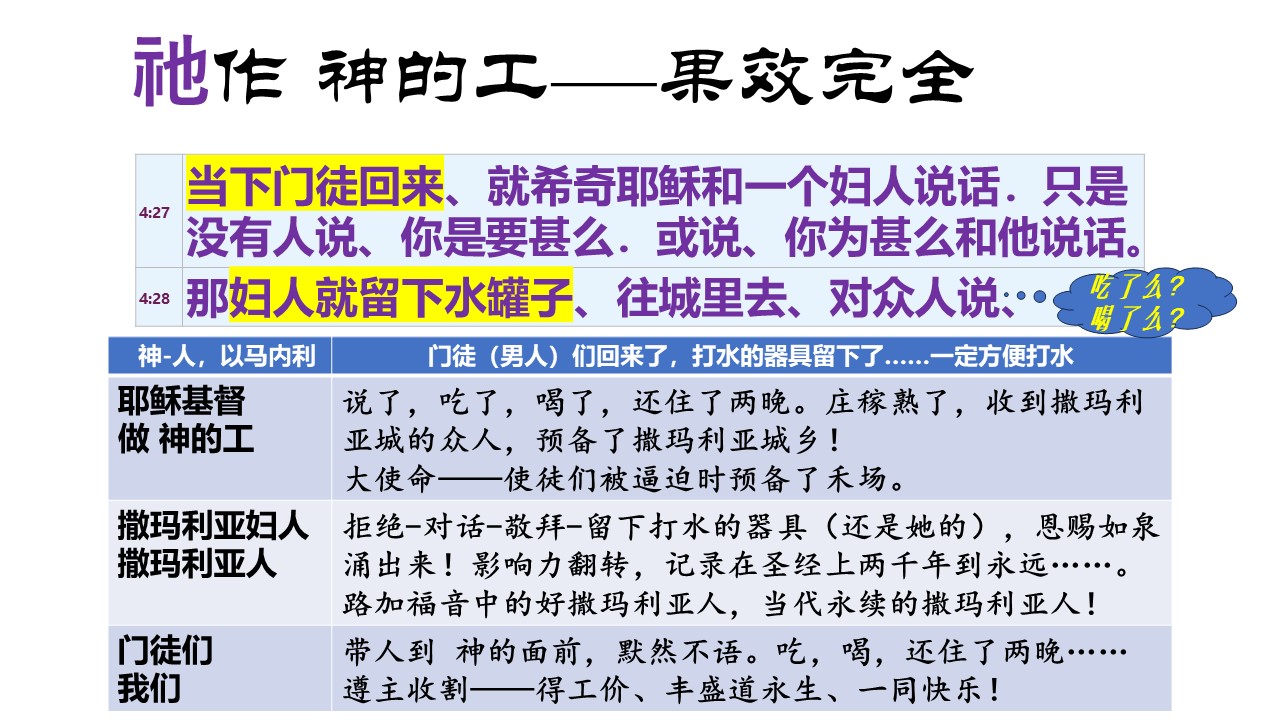 祂作 神的工——果效完全
4:27
当下门徒回来、就希奇耶稣和一个妇人说话．只是
没有人说、你是要甚么．或说、你为甚么和他说话。
4:28
那妇人就留下水罐子、往城里去、对众人说、
吃了么？
喝了么？
神-人，以马内利
门徒（男人）们回来了，打水的器具留下了……一定方便打水
耶稣基督
做 神的工
说了，吃了，喝了，还住了两晚。庄稼熟了，收到撒玛利
亚城的众人，预备了撒玛利亚城乡！
大使命——使徒们被逼迫时预备了禾场。
撒玛利亚妇人
撒玛利亚人
拒绝-对话-敬拜-留下打水的器具（还是她的），恩赐如泉
涌出来！影响力翻转，记录在圣经上两千年到永远……。
路加福音中的好撒玛利亚人，当代永续的撒玛利亚人！
门徒们
我们
带人到 神的面前，默然不语。吃，喝，还住了两晚……
遵主收割——得工价、丰盛道永生、一同快乐！